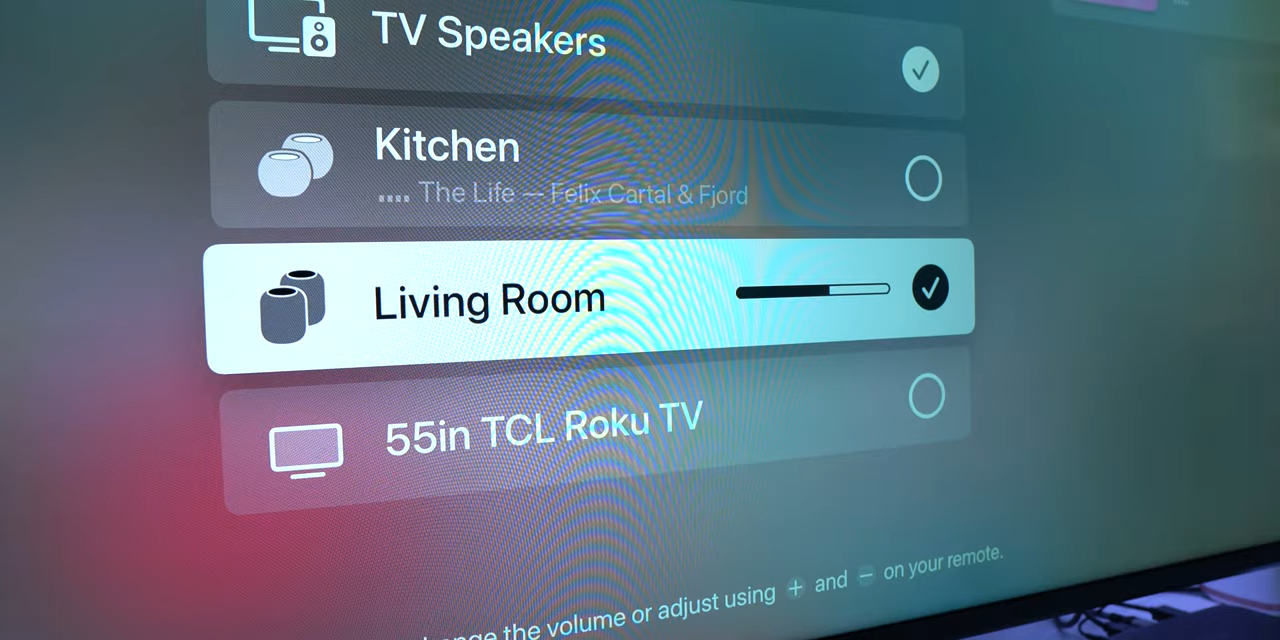 TV Speakers
Kitchen
The Life — Felix Cartal & Fjord
Living Room
55in TCL Roku TV
the volume or adjust using + and − on your remote.